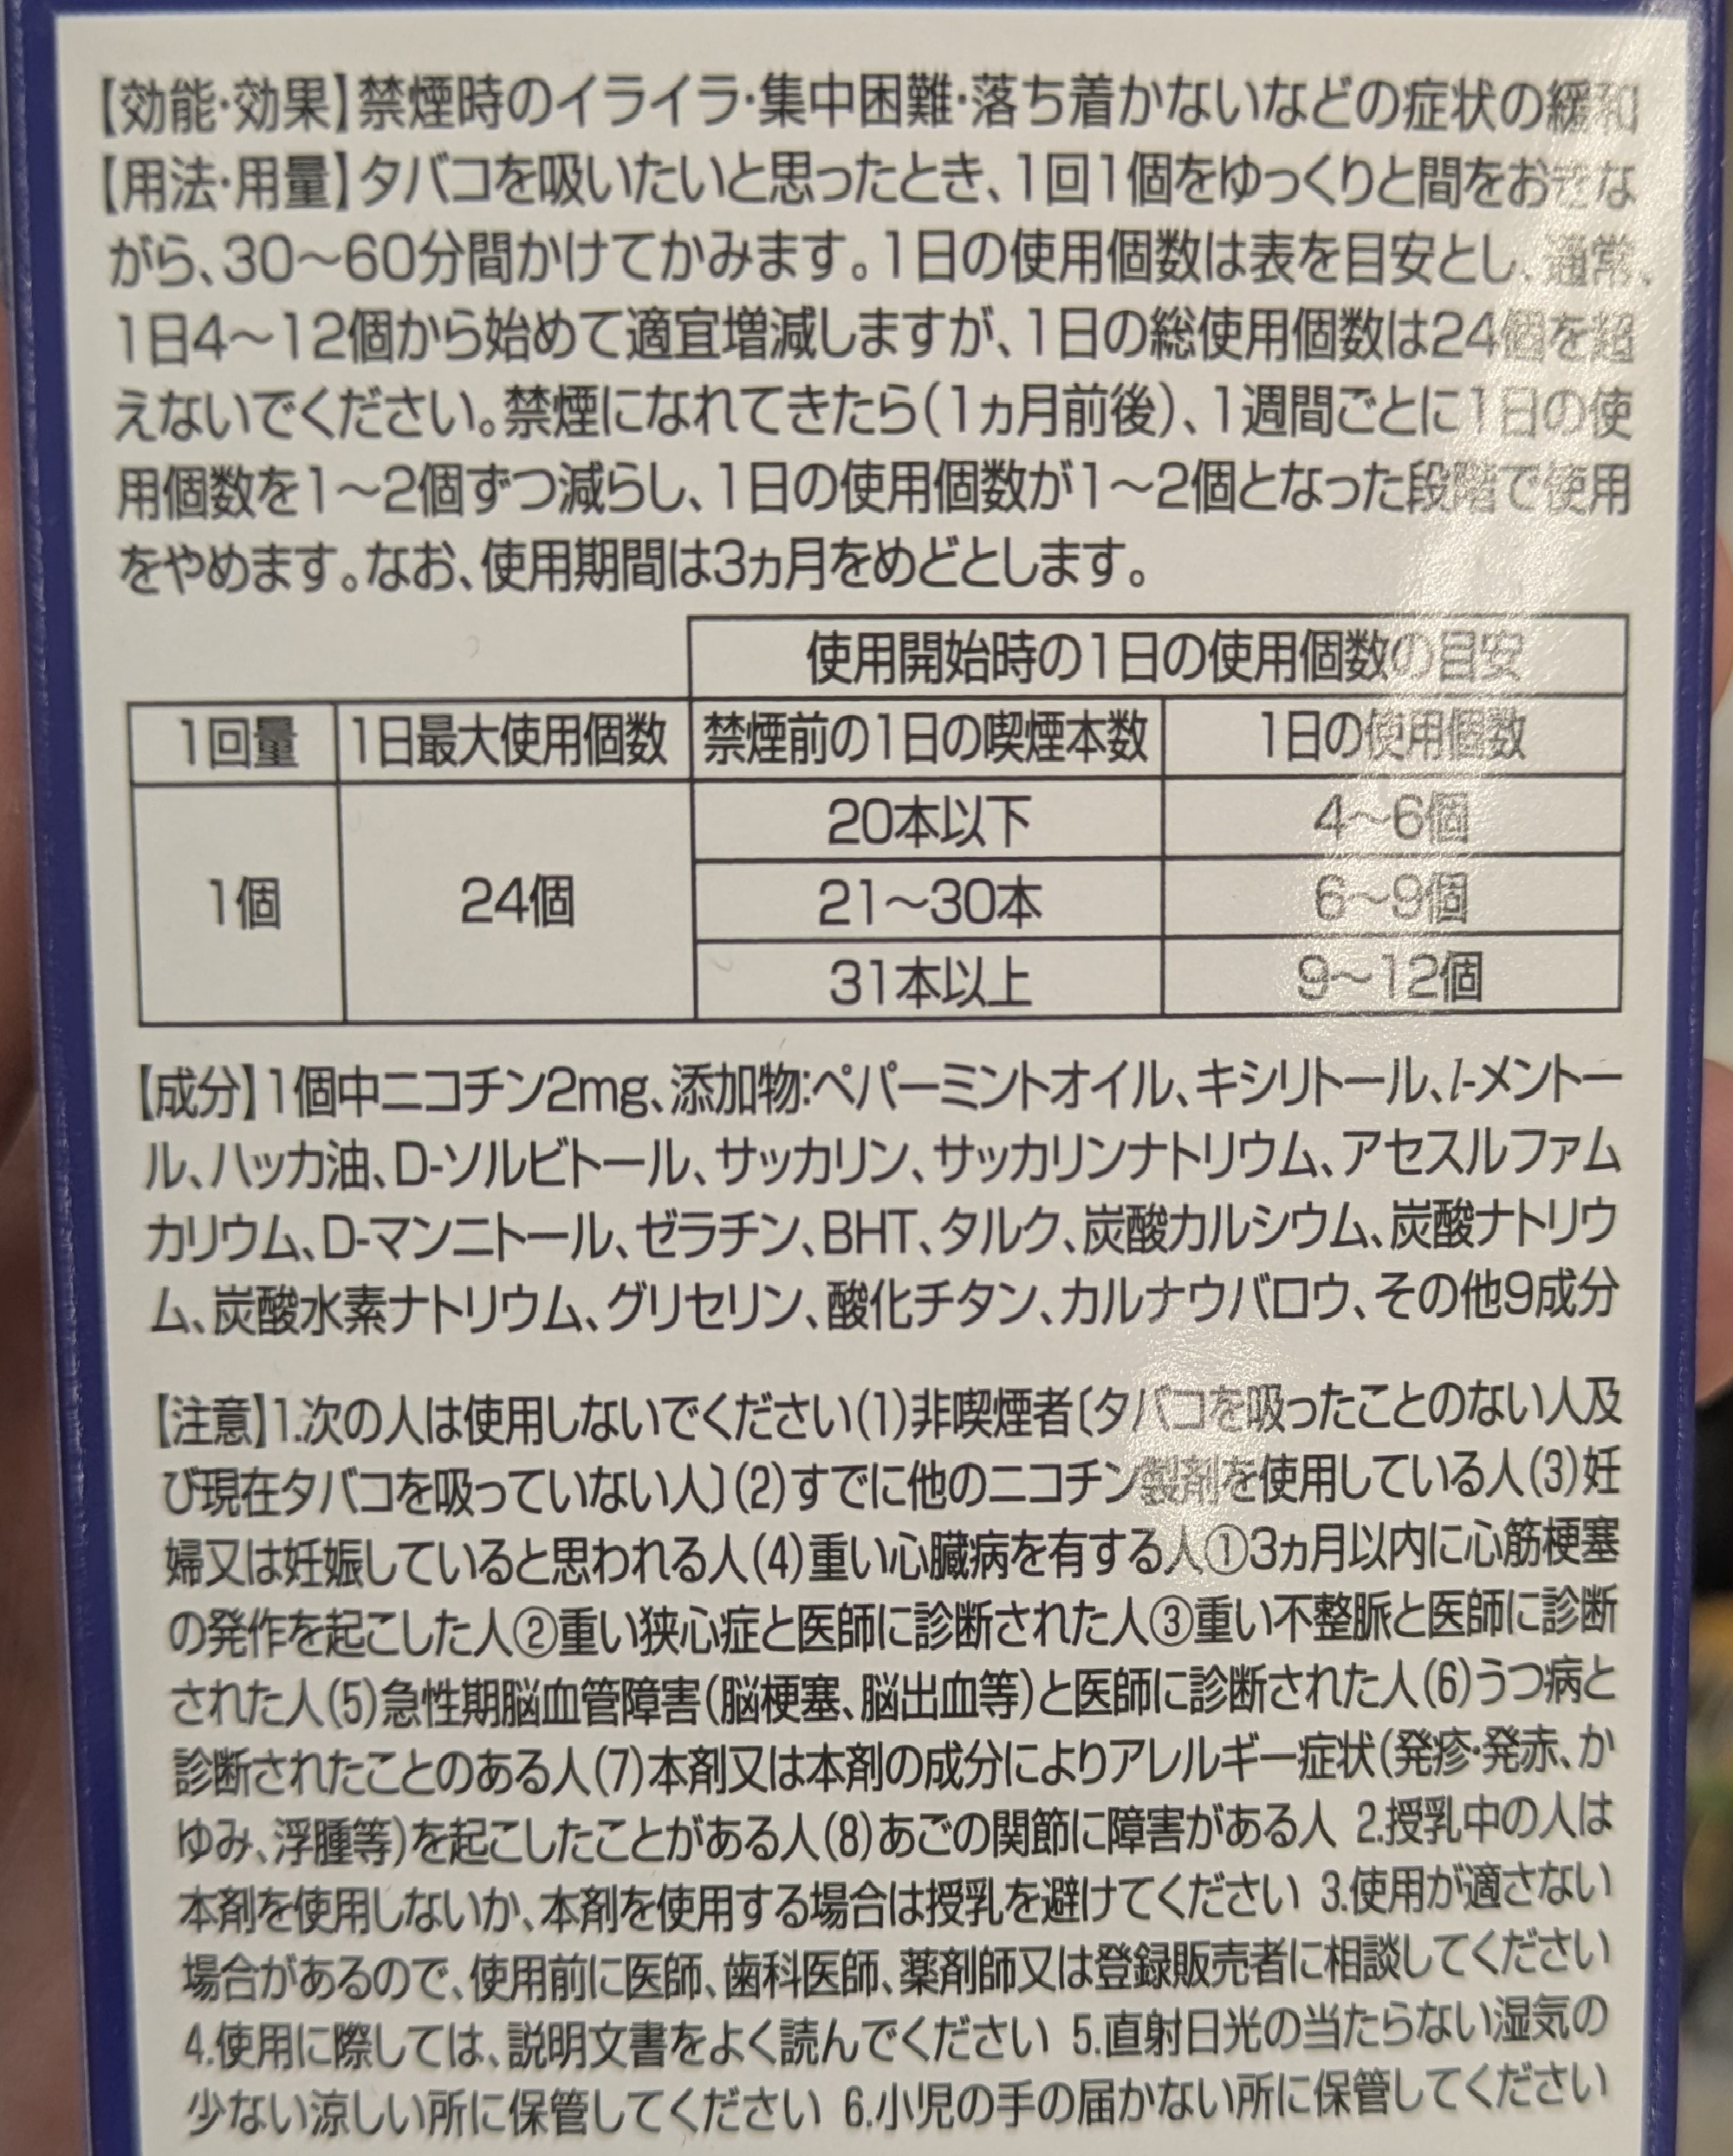 【効能・効果】禁煙時のイライラ・集中困難・落ち着かないなどの症状の緩和
【用法・用量】タバコを吸いたいと思ったとき、1回1個をゆっくりと間をおきな
がら、30〜60分間かけてかみます。1日の使用個数は表を目安とし、通常、
1日4〜12個から始めて適宜増減しますが、1日の総使用個数は24個を超
えないでください。禁煙になれてきたら(1ヵ月前後)、1週間ごとに1日の使
用個数を1〜2個ずつ減らし、1日の使用個数が1〜2個となった段階で使用
をやめます。なお、使用期間は3ヵ月をめどとします。
使用開始時の1日の使用個数の目安
1回量 1日最大使用個数 禁煙前の1日の喫煙本数 1日の使用個数
20本以下 4〜6個
1個 24個 21〜30本 6〜9個
31本以上 9〜12個
【成分】1個中ニコチン2mg、添加物:ペパーミントオイル、キシリトール、l-メントー
ル、ハッカ油、D-ソルビトール、サッカリン、サッカリンナトリウム、アセスルファム
カリウム、D-マンニトール、ゼラチン、BHT、タルク、炭酸カルシウム、炭酸ナトリウ
ム、炭酸水素ナトリウム、グリセリン、酸化チタン、カルナウバロウ、その他9成分
【注意】1.次の人は使用しないでください(1)非喫煙者〔タバコを吸ったことのない人及
び現在タバコを吸っていない人〕(2)すでに他のニコチン製剤を使用している人(3)妊
婦又は妊娠していると思われる人(4)重い心臓病を有する人①3ヵ月以内に心筋梗塞
の発作を起こした人②重い狭心症と医師に診断された人③重い不整脈と医師に診断
された人(5)急性期脳血管障害(脳梗塞、脳出血等)と医師に診断された人(6)うつ病と
診断されたことのある人(7)本剤又は本剤の成分によりアレルギー症状(発疹・発赤、か
ゆみ、浮腫等)を起こしたことがある人(8)あごの関節に障害がある人 2.授乳中の人は
本剤を使用しないか、本剤を使用する場合は授乳を避けてください 3.使用が適さない
場合があるので、使用前に医師、歯科医師、薬剤師又は登録販売者に相談してください
4.使用に際しては、説明文書をよく読んでください 5.直射日光の当たらない湿気の
少ない涼しい所に保管してください 6.小児の手の届かない所に保管してください